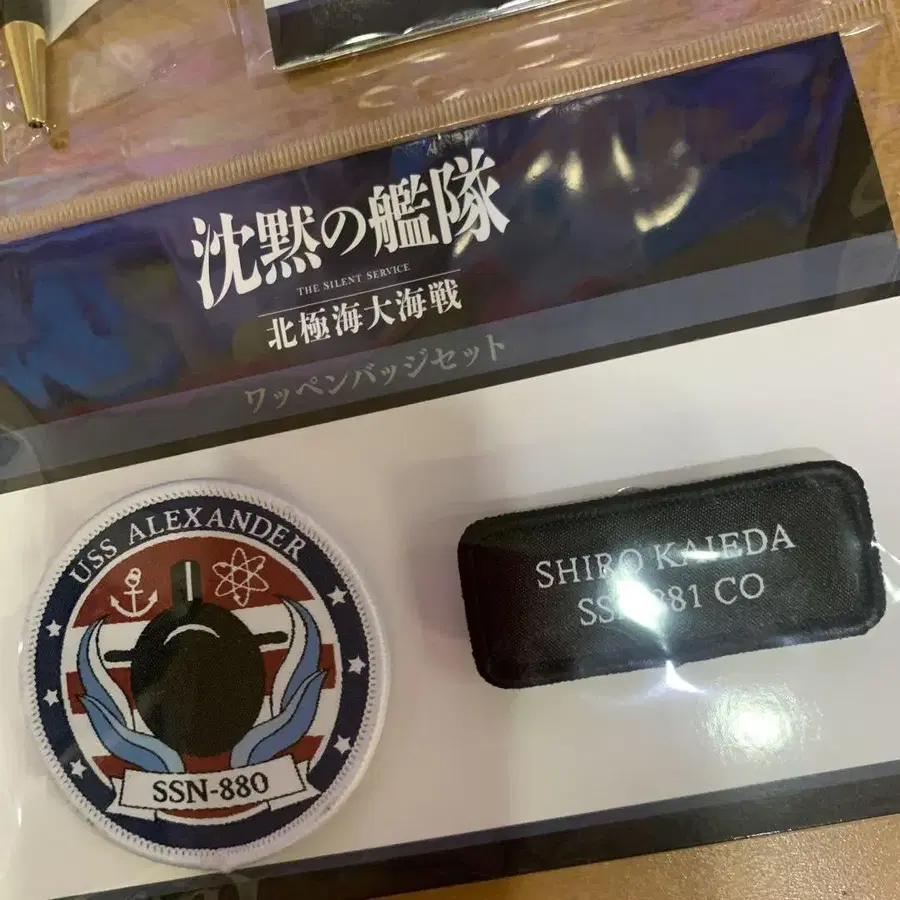 沈黙の艦隊
THE SILENT SERVICE
北極海大海戦
ワッペンバッジセット
USS ALEXANDER
SSN-880
SHIRO KAIEDA
881 CO